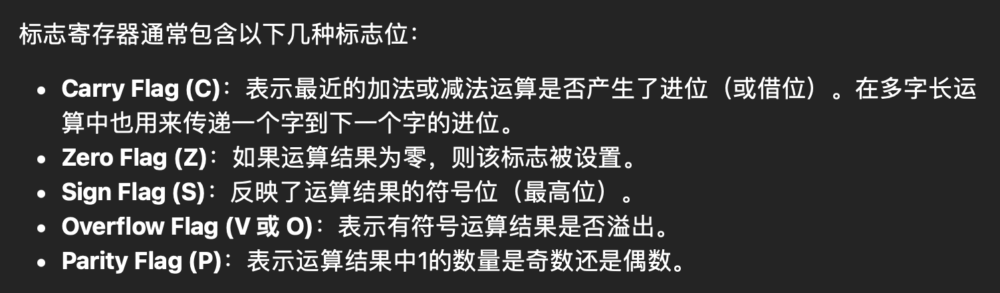 标志寄存器通常包含以下几种标志位：
• Carry Flag (C)：表示最近的加法或减法运算是否产生了进位（或借位）。在多字长运
算中也用来传递一个字到下一个字的进位。
• Zero Flag (Z)：如果运算结果为零，则该标志被设置。
• Sign Flag (S)：反映了运算结果的符号位（最高位）。
• Overflow Flag (V 或 O)：表示有符号运算结果是否溢出。
• Parity Flag (P)：表示运算结果中1的数量是奇数还是偶数。